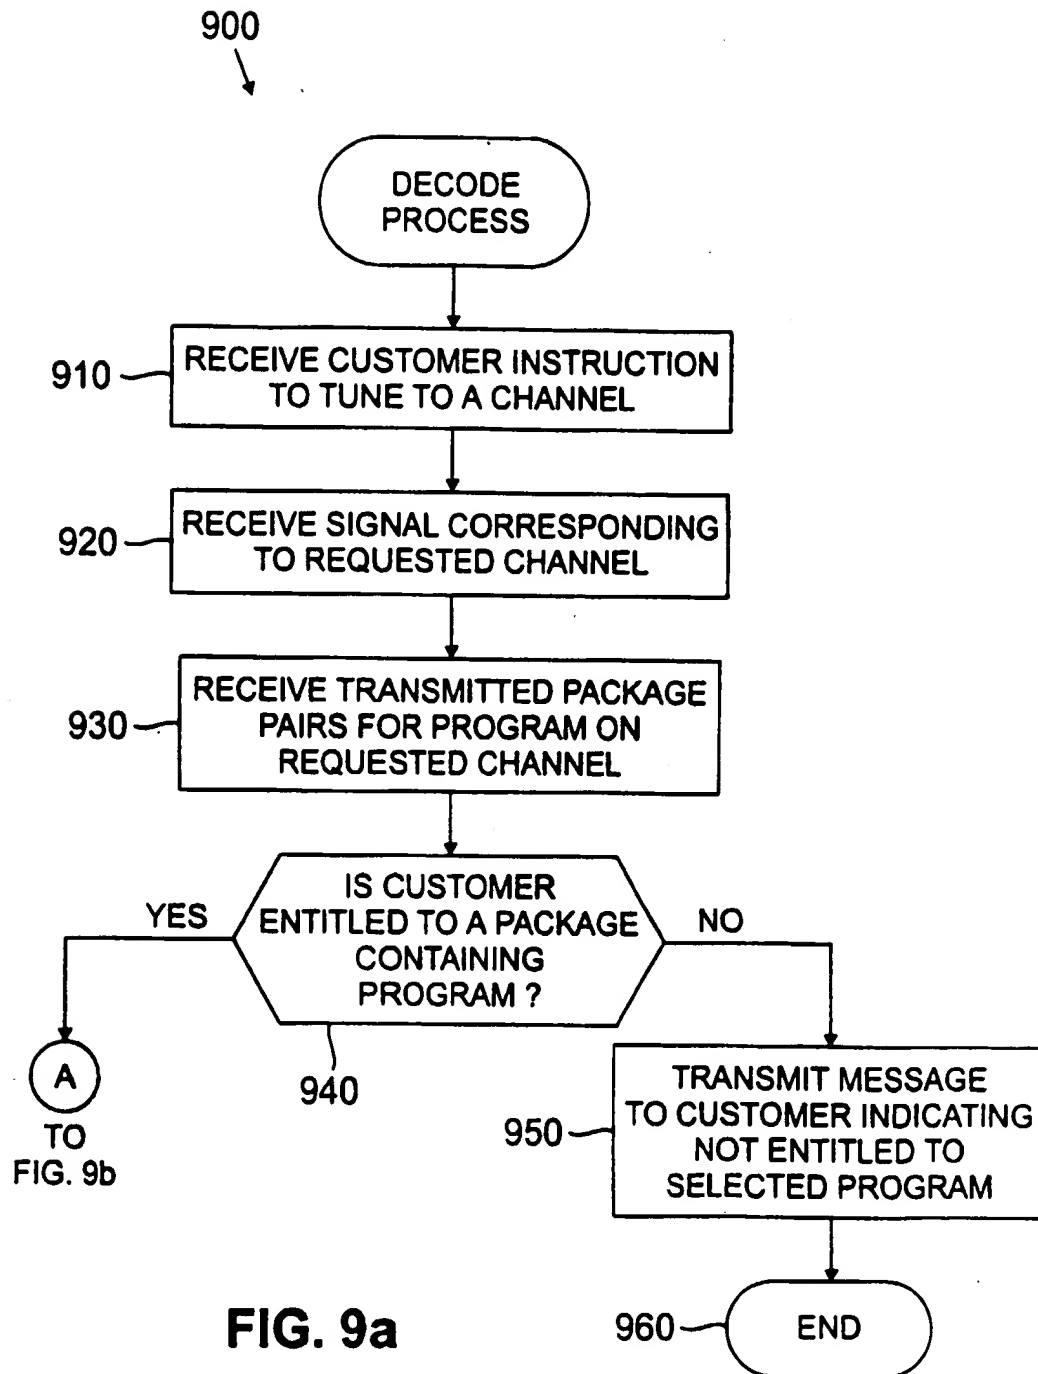 900
DECODE
PROCESS
910
RECEIVE CUSTOMER INSTRUCTION
TO TUNE TO A CHANNEL
920
RECEIVE SIGNAL CORRESPONDING
TO REQUESTED CHANNEL
930
RECEIVE TRANSMITTED PACKAGE
PAIRS FOR PROGRAM ON
REQUESTED CHANNEL
IS CUSTOMER
ENTITLED TO A PACKAGE
CONTAINING
PROGRAM ?
YES
NO
940
A
TO
FIG. 9b
950
TRANSMIT MESSAGE
TO CUSTOMER INDICATING
NOT ENTITLED TO
SELECTED PROGRAM
960
END
FIG. 9a